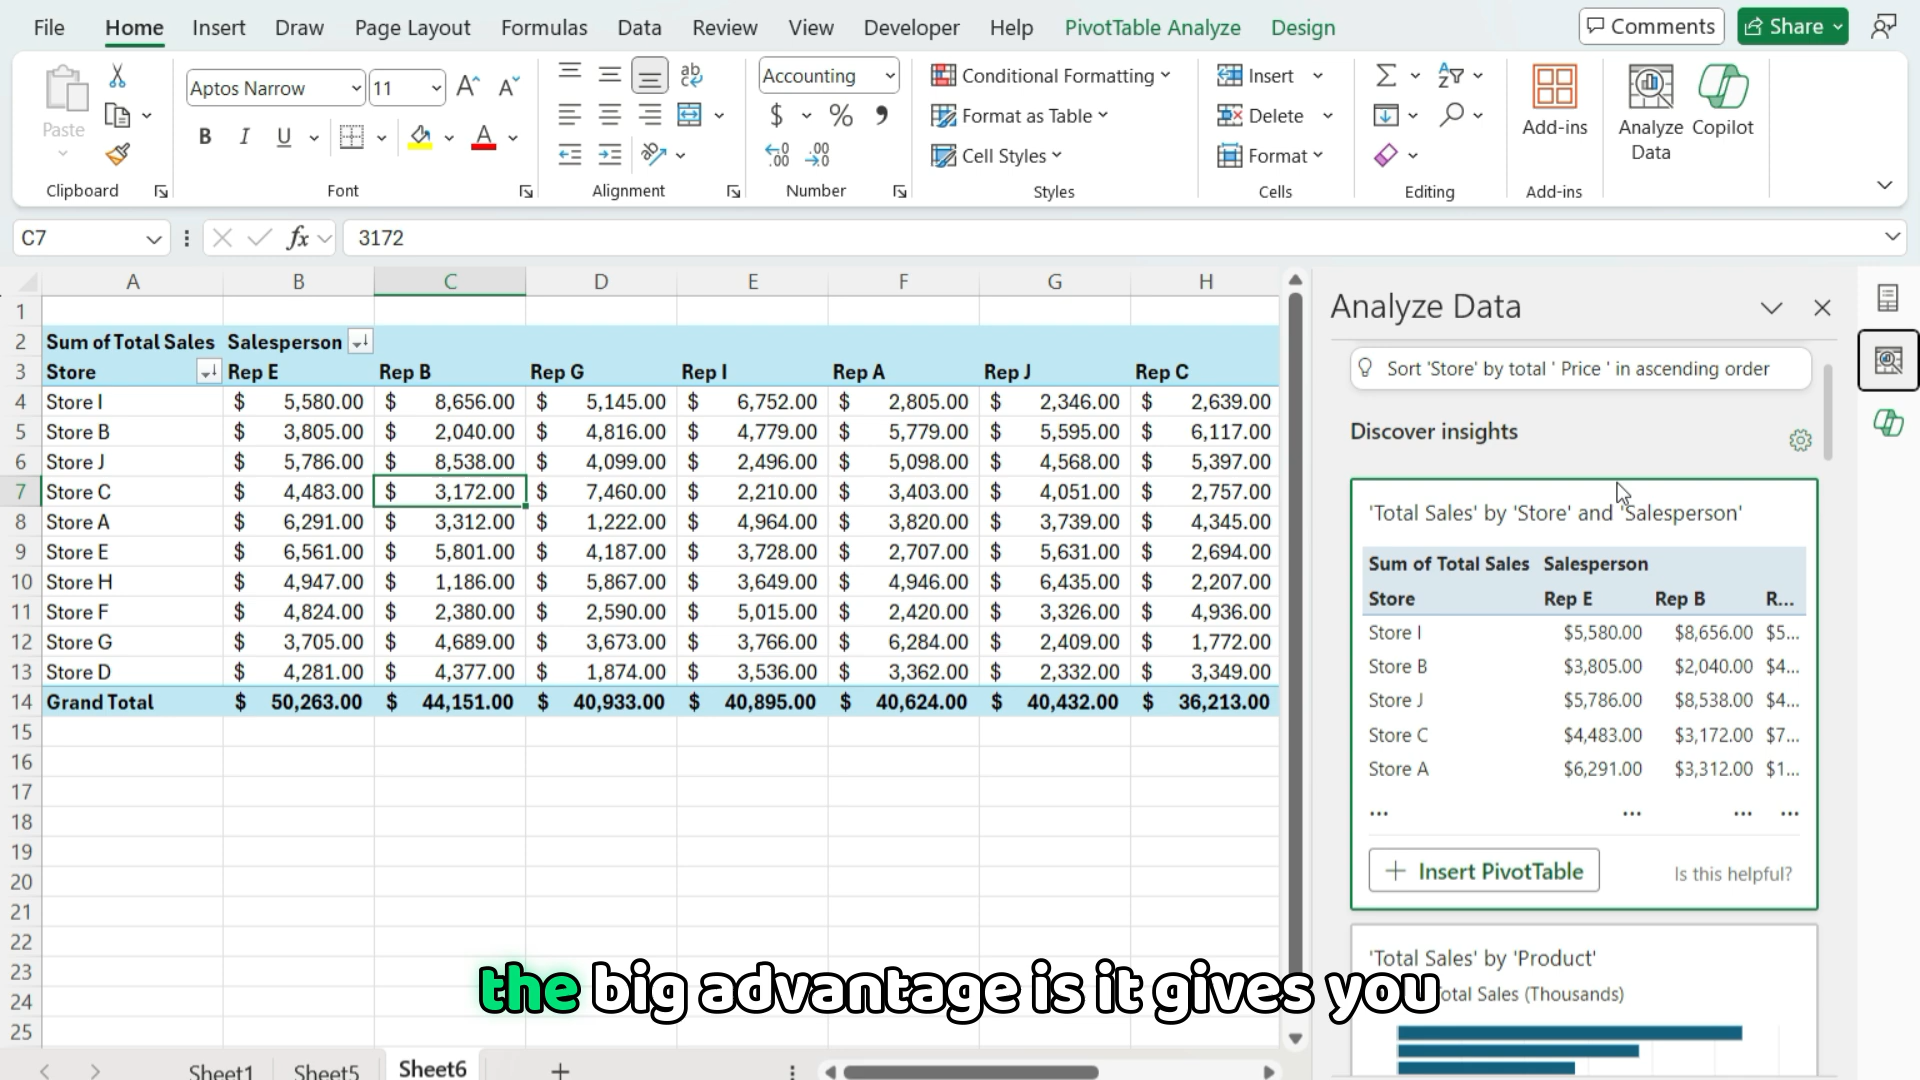 File Home Insert Draw Page Layout Formulas Data Review View Developer Help PivotTable Analyze Design Comments Share
Paste Aptos Narrow 11 ab Accounting Conditional Formatting Insert
B I U A $ % Format as Table Delete Add-ins Analyze Data Copilot
Cell Styles Format
Clipboard Font Alignment Number Styles Cells Editing Add-ins
C7 fx 3172
A B C D E F G H
1
2 Sum of Total Sales Salesperson
3 Store Rep E Rep B Rep G Rep I Rep A Rep J Rep C
4 Store I $ 5,580.00 $ 8,656.00 $ 5,145.00 $ 6,752.00 $ 2,805.00 $ 2,346.00 $ 2,639.00
5 Store B $ 3,805.00 $ 2,040.00 $ 4,816.00 $ 4,779.00 $ 5,779.00 $ 5,595.00 $ 6,117.00
6 Store J $ 5,786.00 $ 8,538.00 $ 4,099.00 $ 2,496.00 $ 5,098.00 $ 4,568.00 $ 5,397.00
7 Store C $ 4,483.00 $ 3,172.00 $ 7,460.00 $ 2,210.00 $ 3,403.00 $ 4,051.00 $ 2,757.00
8 Store A $ 6,291.00 $ 3,312.00 $ 1,222.00 $ 4,964.00 $ 3,820.00 $ 3,739.00 $ 4,345.00
9 Store E $ 6,561.00 $ 5,801.00 $ 4,187.00 $ 3,728.00 $ 2,707.00 $ 5,631.00 $ 2,694.00
10 Store H $ 4,947.00 $ 1,186.00 $ 5,867.00 $ 3,649.00 $ 4,946.00 $ 6,435.00 $ 2,207.00
11 Store F $ 4,824.00 $ 2,380.00 $ 2,590.00 $ 5,015.00 $ 2,420.00 $ 3,326.00 $ 4,936.00
12 Store G $ 3,705.00 $ 4,689.00 $ 3,673.00 $ 3,766.00 $ 6,284.00 $ 2,409.00 $ 1,772.00
13 Store D $ 4,281.00 $ 4,377.00 $ 1,874.00 $ 3,536.00 $ 3,362.00 $ 2,332.00 $ 3,349.00
14 Grand Total $ 50,263.00 $ 44,151.00 $ 40,933.00 $ 40,895.00 $ 40,624.00 $ 40,432.00 $ 36,213.00
15
16
17
18
19
20
21
22
23
24
25
Analyze Data
Sort 'Store' by total ' Price ' in ascending order
Discover insights
'Total Sales' by 'Store' and 'Salesperson'
Sum of Total Sales Salesperson
Store Rep E Rep B R...
Store I $5,580.00 $8,656.00 $5...
Store B $3,805.00 $2,040.00 $4...
Store J $5,786.00 $8,538.00 $4...
Store C $4,483.00 $3,172.00 $7...
Store A $6,291.00 $3,312.00 $1...
... ... ... ...
+ Insert PivotTable Is this helpful?
'Total Sales' by 'Product'
otal Sales (Thousands)
the big advantage is it gives you
Sheet1 Sheet5 Sheet6 +